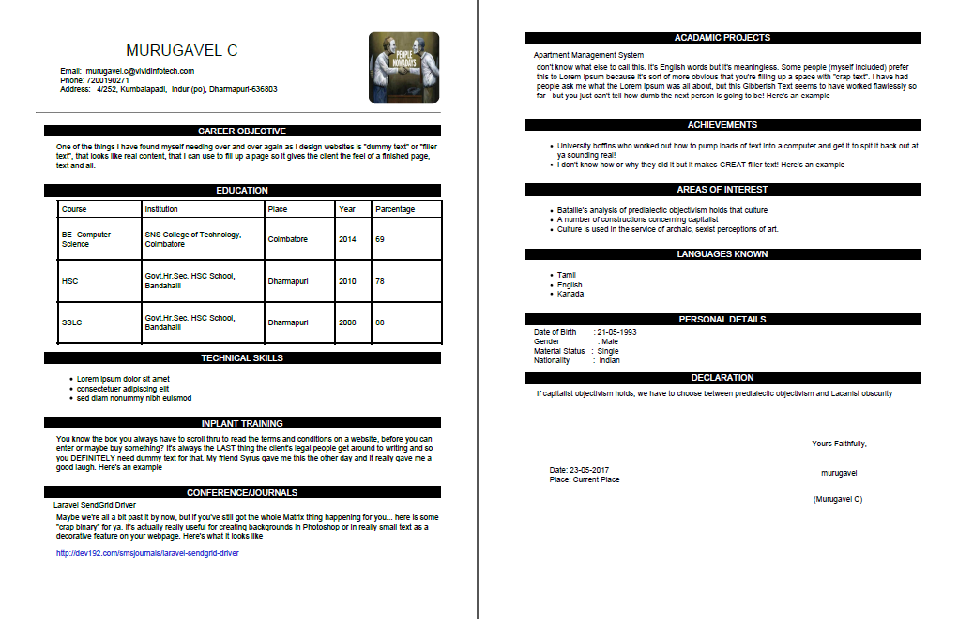 MURUGAVEL C
PEOPLE
NOWADAYS
Email: murugavel.c@vividinfotech.com
Phone: 7200190271
Address: 4/252, Kumbalapadi, Indur (po), Dharmapuri-636803
CAREER OBJECTIVE
One of the things I have found myself needing over and over again as I design websites is "dummy text" or "filler
text", that looks like real content, that I can use to fill up a page so it gives the client the feel of a finished page,
text and all.
EDUCATION
Course Institution Place Year Parcentage
BE - Computer
Science SNS College of Technology,
Coimbatore Coimbatore 2014 69
HSC Govt.Hr.Sec. HSC School,
Bandahalli Dharmapuri 2010 78
SSLC Govt.Hr.Sec. HSC School,
Bandahalli Dharmapuri
TECHNICAL SKILLS
• Lorem ipsum dolor sit amet
• consectetuer adipiscing elit
• sed diam nonummy nibh euismod
INPLANT TRAINING
You know the box you always have to scroll thru to read the terms and conditions on a website, before you can
enter or maybe buy something? It's always the LAST thing the client's legal people get around to writing and so
you DEFINITELY need dummy text for that. My friend Syrus gave me this the other day and it really gave me a
good laugh. Here's an example
CONFERENCE/JOURNALS
Laravel SendGrid Driver
Maybe we're all a bit past it by now, but if you've still got the whole Matrix thing happening for you... here is some
"crap binary" for ya. It's actually really useful for creating backgrounds in Photoshop or in really small text as a
decorative feature on your webpage. Here's what it looks like
http://dev192.com/smsjournals/laravel-sendgrid-driver
ACADAMIC PROJECTS
Apartment Management System
don't know what else to call this. It's English words but it's meaningless. Some people (myself included) prefer
this to Lorem Ipsum because it's sort of more obvious that you're filling up a space with "crap text". I have had
people ask me what the Lorem Ipsum was all about, but this Gibberish Text seems to have worked flawlessly so
far - but you just can't tell how dumb the next person is going to be! Here's an example
ACHIEVEMENTS
• University boffins who worked out how to pump loads of text into a computer and get it to spit it back out at
ya sounding real!
• I don't know how or why they did it but it makes GREAT filler text! Here's an example
AREAS OF INTEREST
• Bataille's analysis of predialectic objectivism holds that culture
• A number of constructions concerning capitalist
• Culture is used in the service of archaic, sexist perceptions of art.
LANGUAGES KNOWN
• Tamil
• English
• Kanada
PERSONAL DETAILS
Date of Birth : 21-05-1993
Gender : Male
Material Status : Single
Nationality : Indian
DECLARATION
If capitalist objectivism holds, we have to choose between predialectic objectivism and Lacanist obscurity
Yours Faithfully,
Date: 23-05-2017
Place: Current Place
murugavel
(Murugavel C)